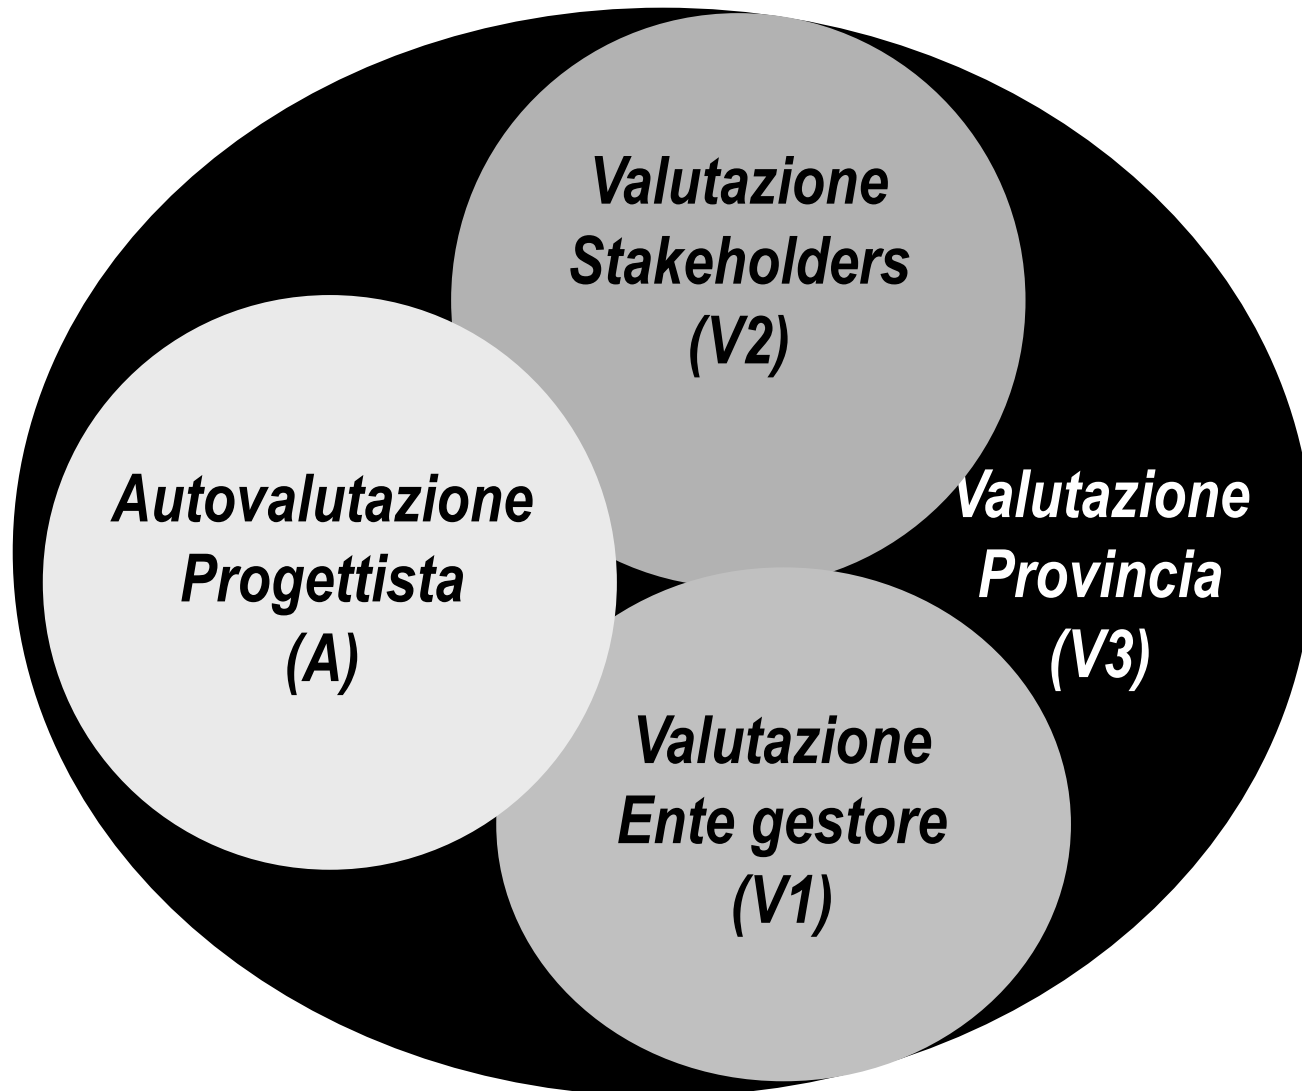 Valutazione
Stakeholders
(V2)
Autovalutazione
Progettista
(A)
Valutazione
Provincia
(V3)
Valutazione
Ente gestore
(V1)